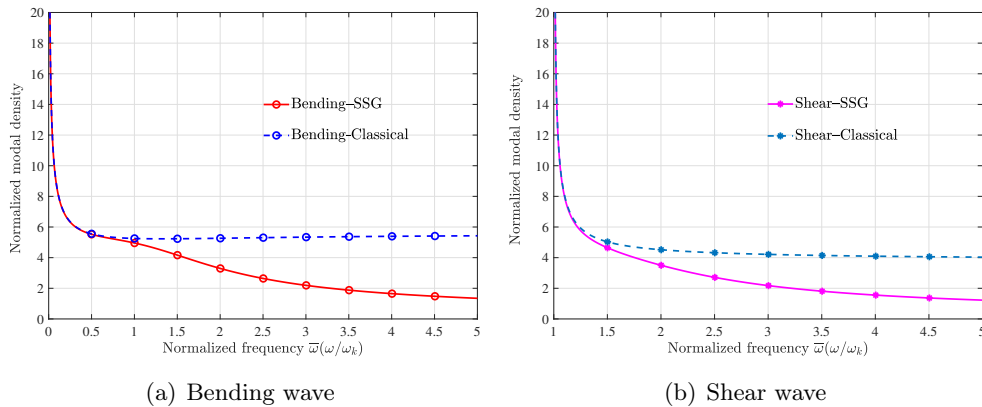 20
18
16
14
12
10
8
6
4
2
0
Normalized modal density
Bending–SSG
Bending-Classical
0 0.5 1 1.5 2 2.5 3 3.5 4 4.5 5
Normalized frequency ω̅(ω/ω_k)
(a) Bending wave
20
18
16
14
12
10
8
6
4
2
0
Normalized modal density
Shear–SSG
Shear–Classical
1 1.5 2 2.5 3 3.5 4 4.5 5
Normalized frequency ω̅(ω/ω_k)
(b) Shear wave